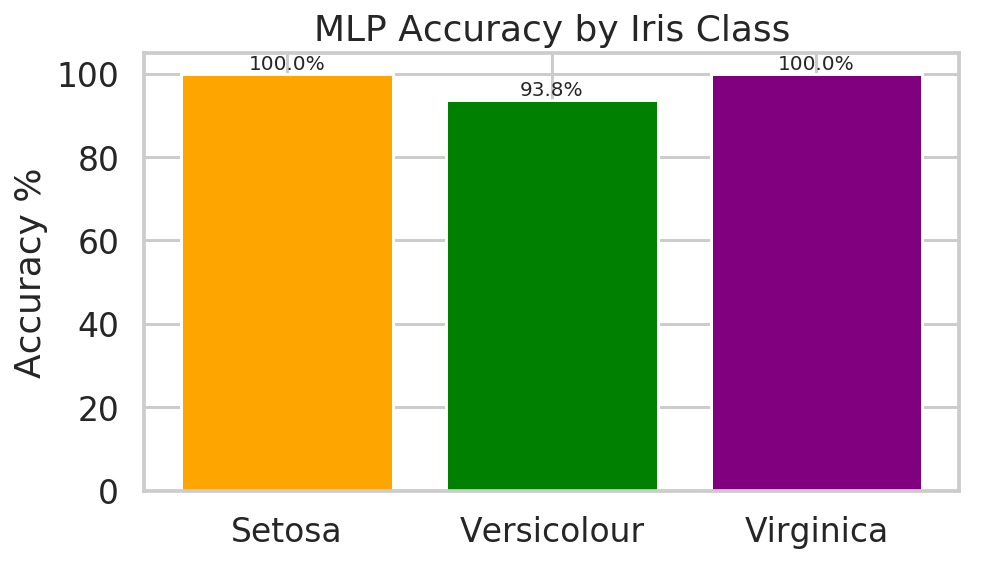 MLP Accuracy by Iris Class
Accuracy %
100
80
60
40
20
0
100.0%
93.8%
100.0%
Setosa
Versicolour
Virginica